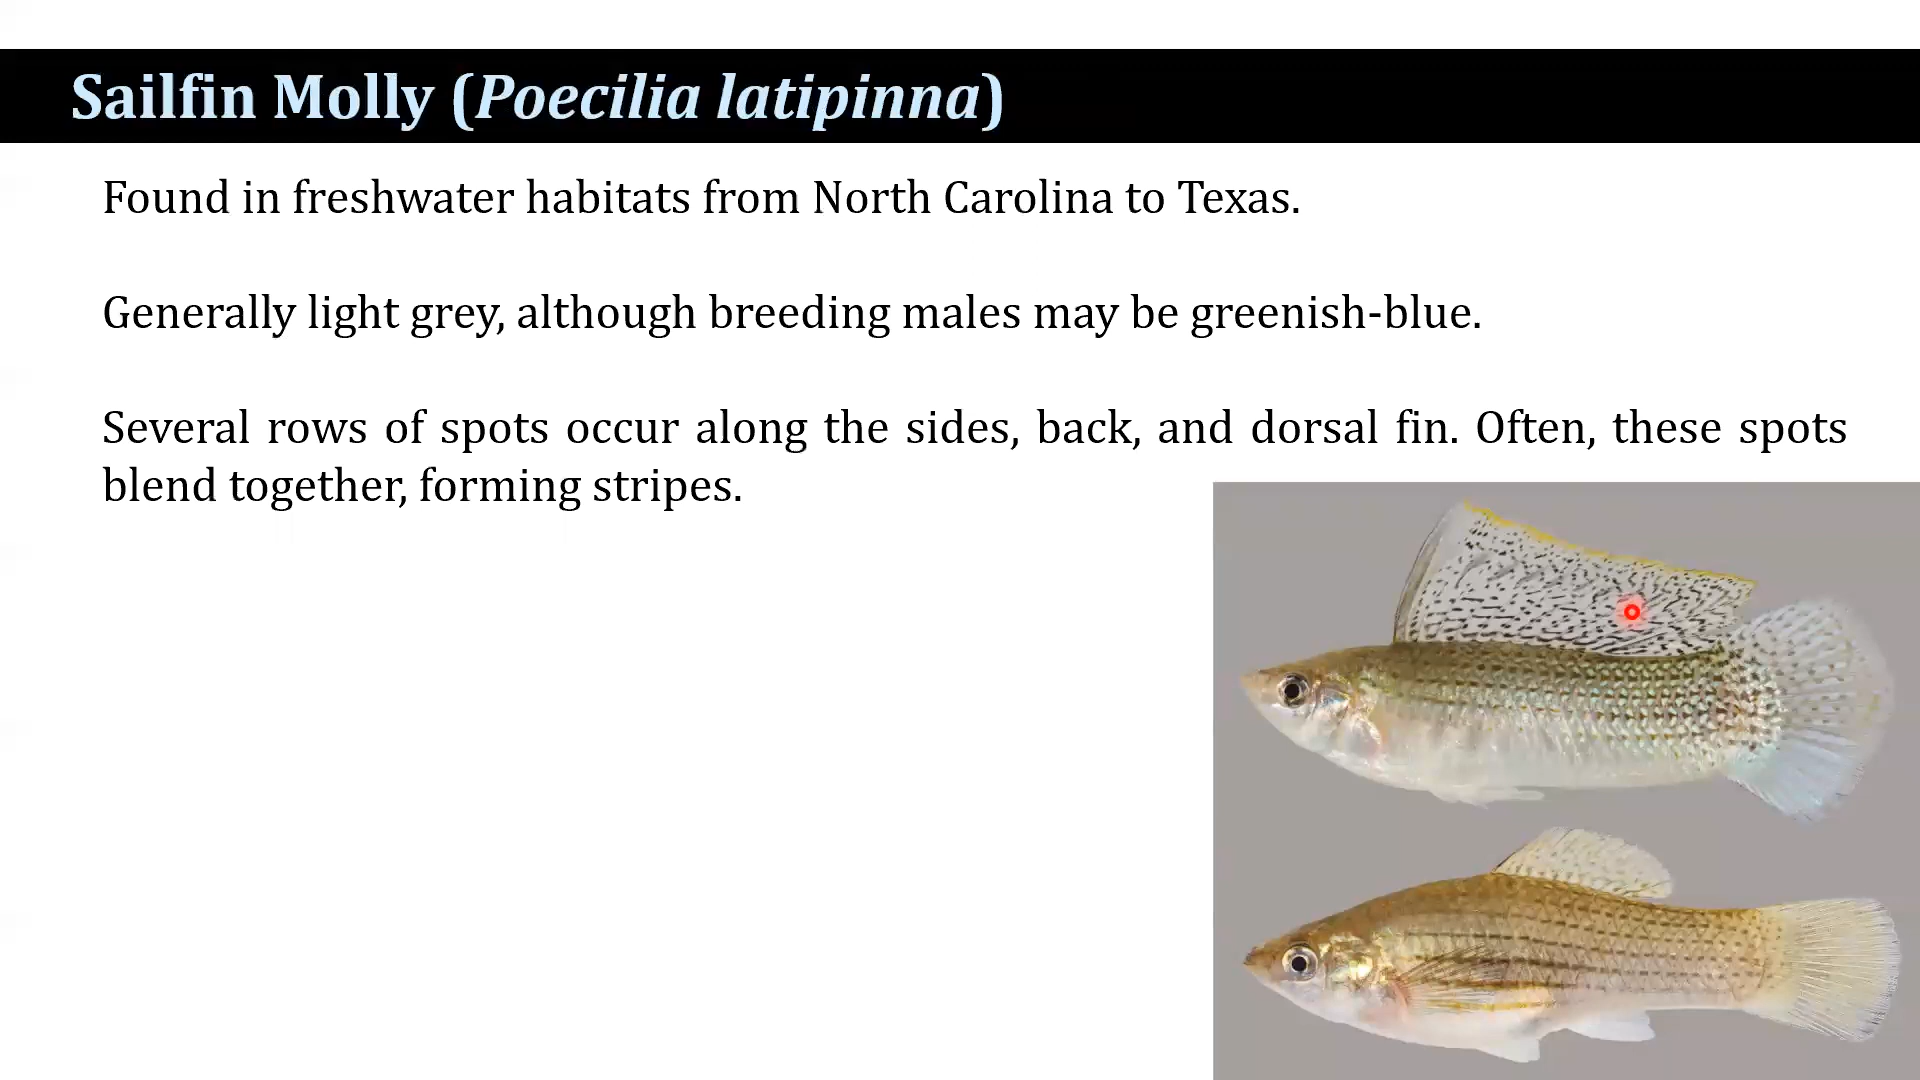 Sailfin Molly (Poecilia latipinna)
Found in freshwater habitats from North Carolina to Texas.
Generally light grey, although breeding males may be greenish-blue.
Several rows of spots occur along the sides, back, and dorsal fin. Often, these spots
blend together, forming stripes.